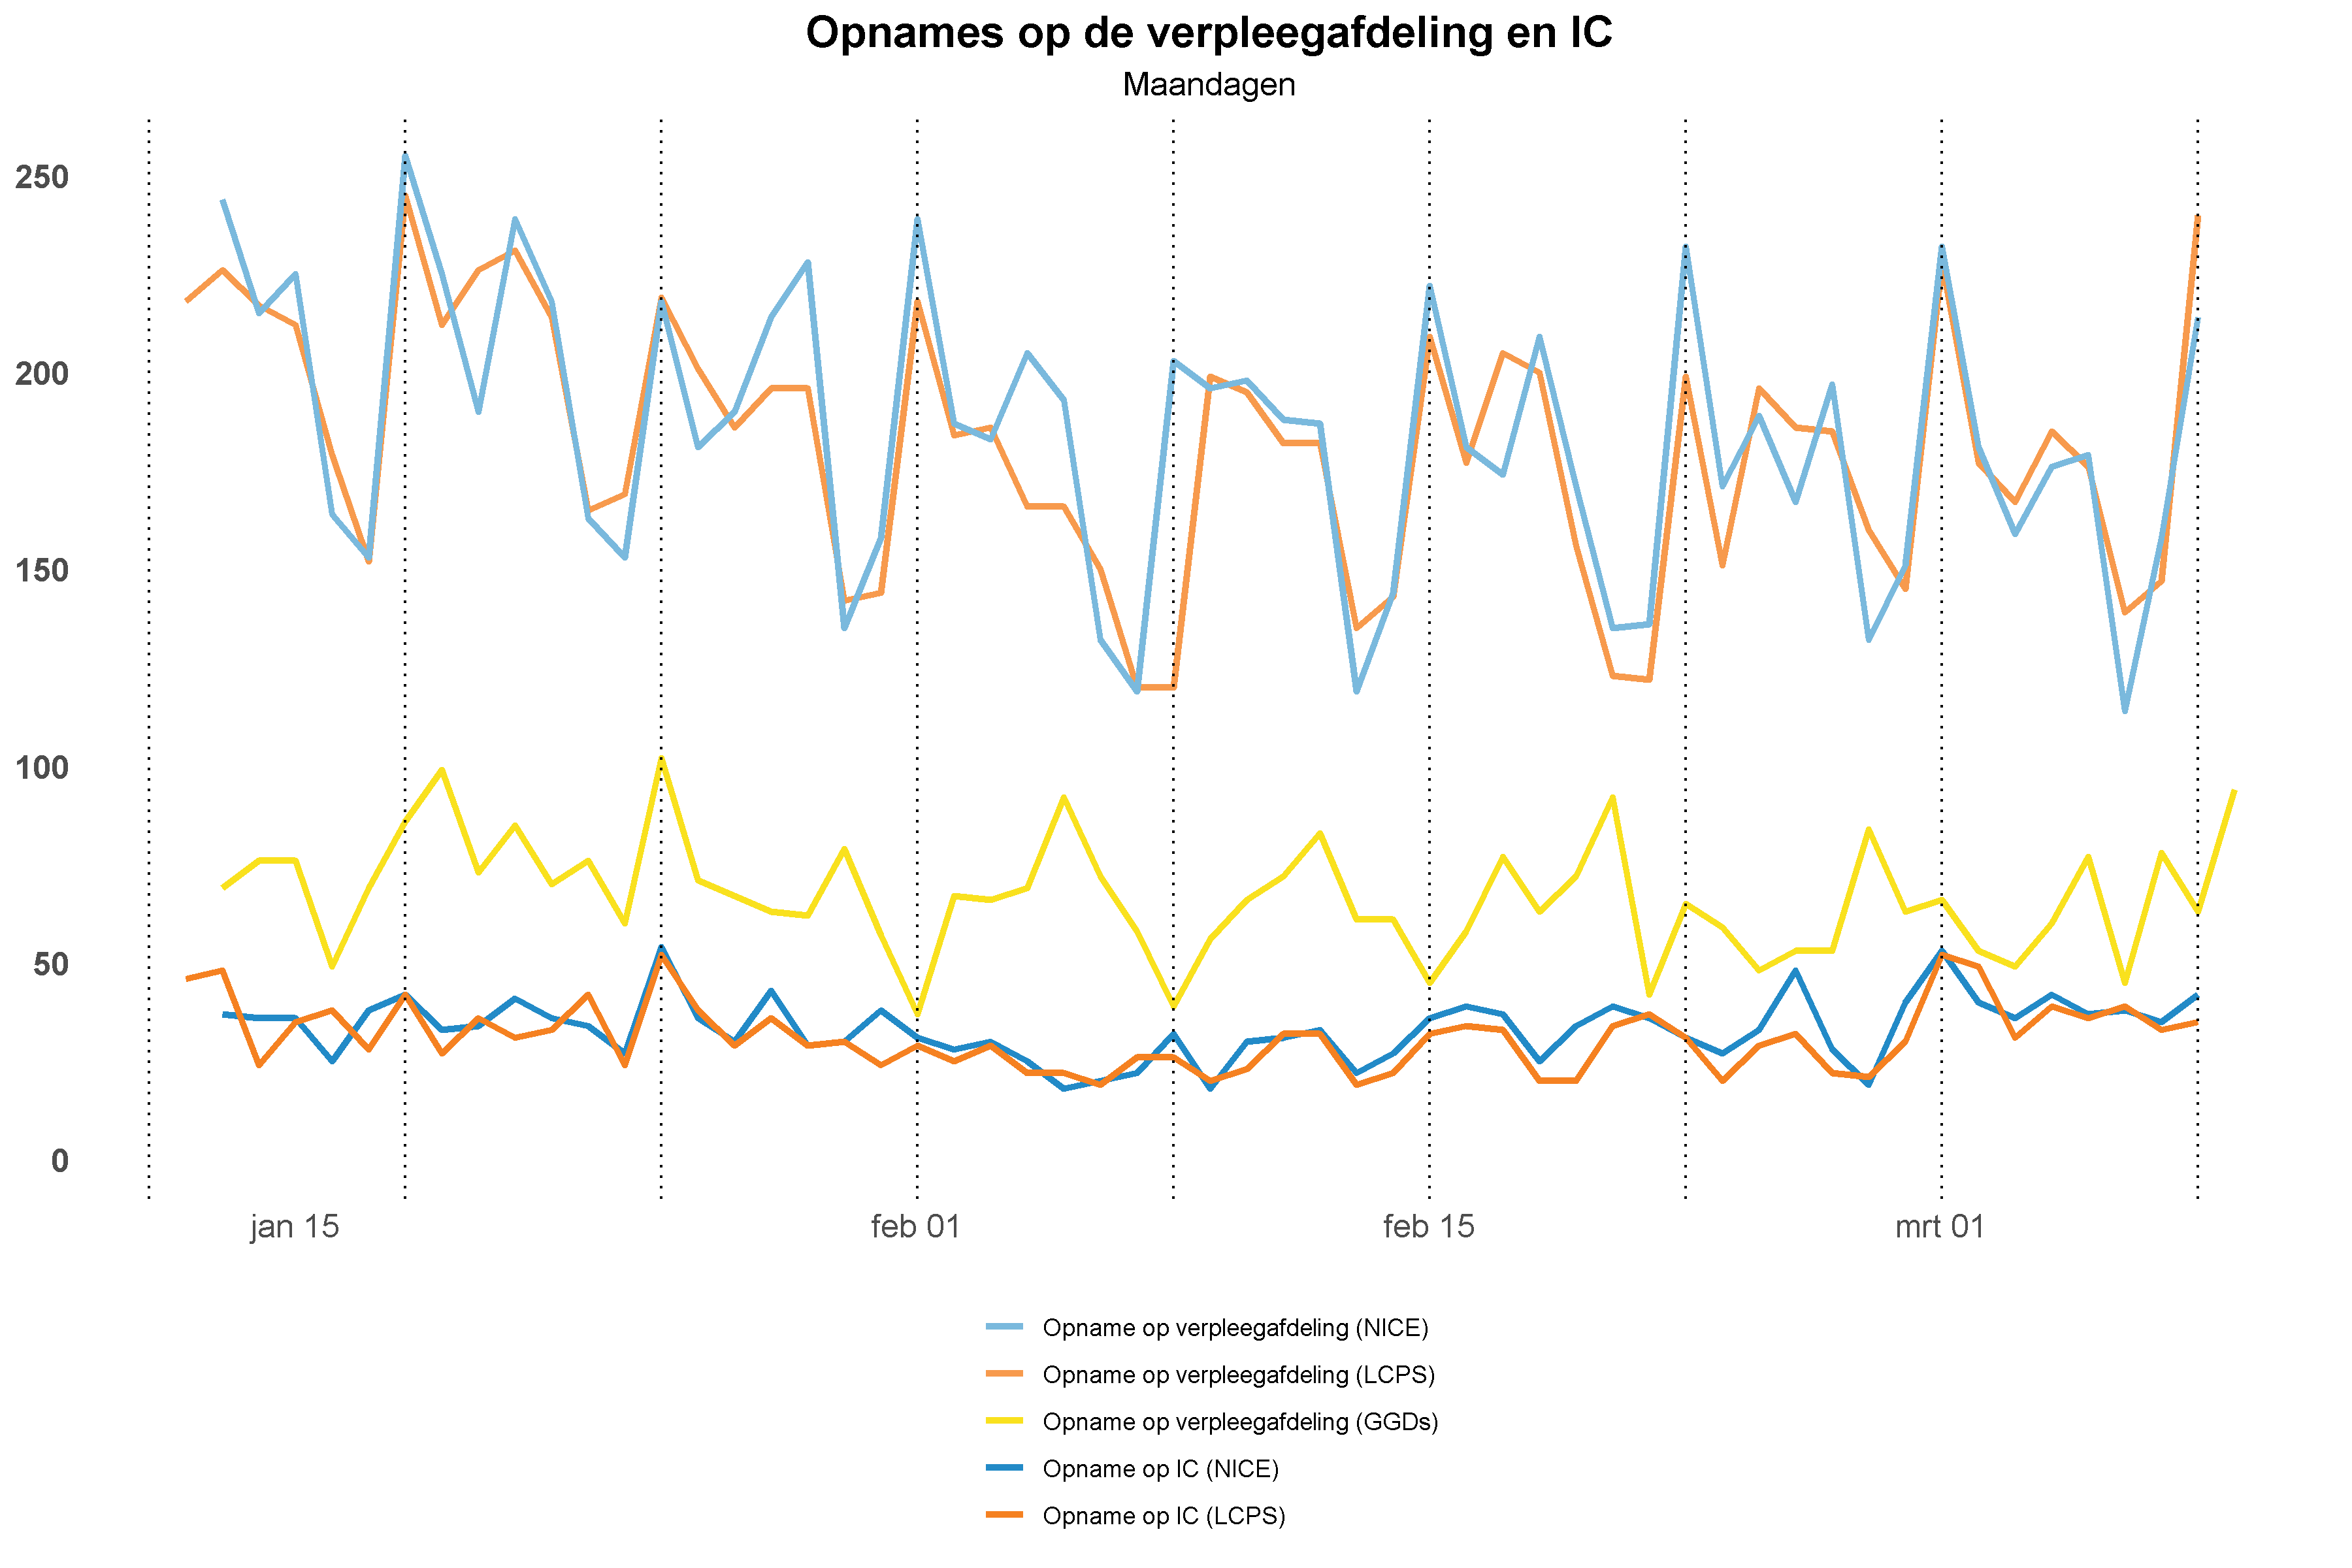 Opnames op de verpleegafdeling en IC
Maandagen
250
200
150
100
50
0
jan 15
feb 01
feb 15
mrt 01
Opname op verpleegafdeling (NICE)
Opname op verpleegafdeling (LCPS)
Opname op verpleegafdeling (GGDs)
Opname op IC (NICE)
Opname op IC (LCPS)